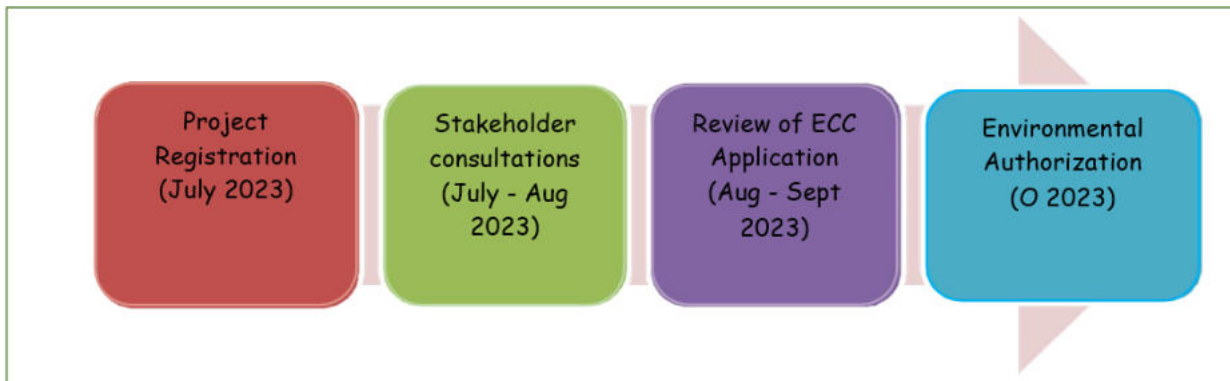 Project
Registration
(July 2023)
Stakeholder
consultations
(July - Aug
2023)
Review of ECC
Application
(Aug - Sept
2023)
Environmental
Authorization
(O 2023)